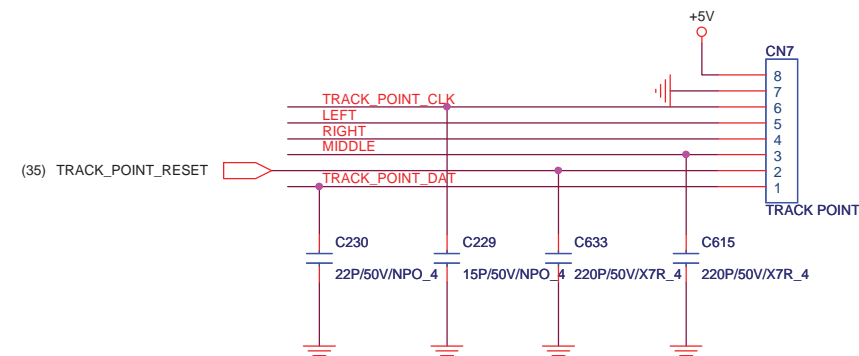 +5V
CN7
8
7
TRACK_POINT_CLK
6
LEFT
5
RIGHT
4
MIDDLE
3
(35) TRACK_POINT_RESET
2
TRACK_POINT_DAT
1
TRACK POINT
C230
C229
C633
C615
22P/50V/NPO_4
15P/50V/NPO_4
220P/50V/X7R_4
220P/50V/X7R_4